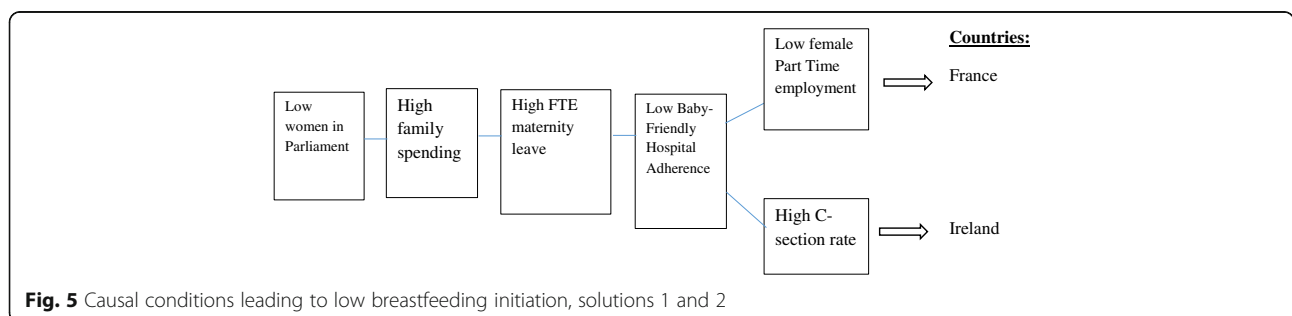 Low
women in
Parliament
High
family
spending
High FTE
maternity
leave
Low Baby-
Friendly
Hospital
Adherence
Low female
Part Time
employment
Countries:
France
High C-
section rate
Ireland
Fig. 5 Causal conditions leading to low breastfeeding initiation, solutions 1 and 2